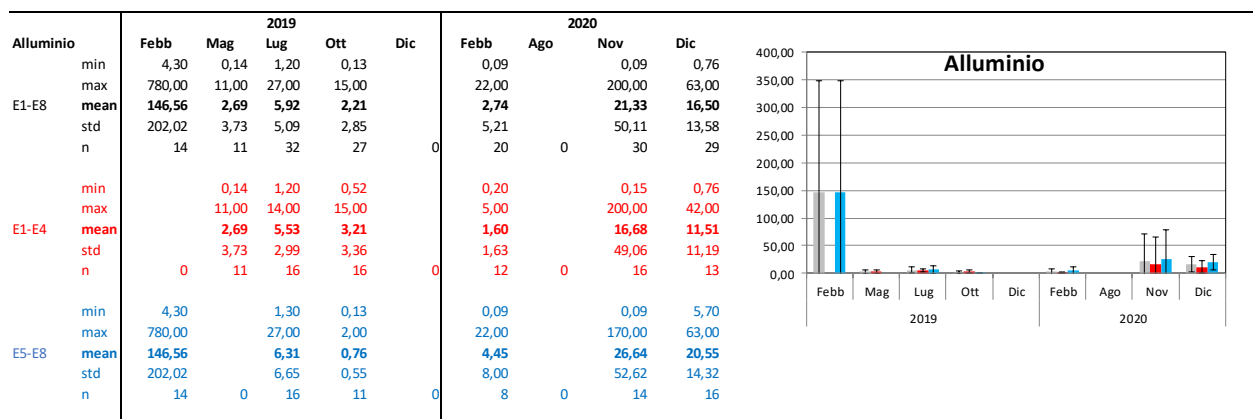 2019 2020
Alluminio Febb Mag Lug Ott Dic Febb Ago Nov Dic
min 4,30 0,14 1,20 0,13 0,09 0,09 0,76
max 780,00 11,00 27,00 15,00 22,00 200,00 63,00
E1-E8 mean 146,56 2,69 5,92 2,21 2,74 21,33 16,50
std 202,02 3,73 5,09 2,85 5,21 50,11 13,58
n 14 11 32 27 0 20 0 30 29
min 0,14 1,20 0,52 0,20 0,15 0,76
max 11,00 14,00 15,00 5,00 200,00 42,00
E1-E4 mean 2,69 5,53 3,21 1,60 16,68 11,51
std 3,73 2,99 3,36 1,63 49,06 11,19
n 0 11 16 16 0 12 0 16 13
min 4,30 1,30 0,13 0,09 0,09 5,70
max 780,00 27,00 2,00 22,00 170,00 63,00
E5-E8 mean 146,56 6,31 0,76 4,45 26,64 20,55
std 202,02 6,65 0,55 8,00 52,62 14,32
n 14 0 16 11 0 8 0 14 16
Alluminio
400,00
350,00
300,00
250,00
200,00
150,00
100,00
50,00
0,00
Febb Mag Lug Ott Dic Febb Ago Nov Dic
2019 2020